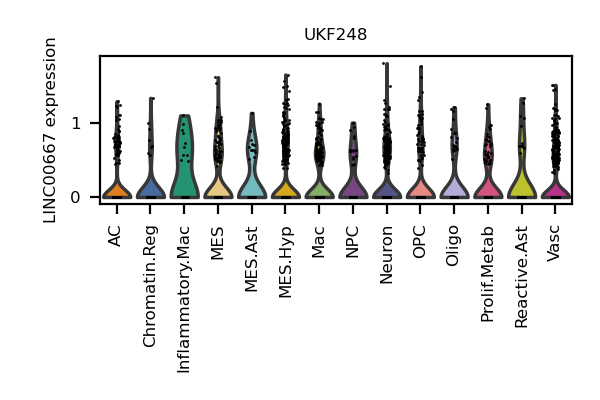 UKF248
LINC00667 expression
1
0
AC
Chromatin.Reg
Inflammatory.Mac
MES
MES.Ast
MES.Hyp
Mac
NPC
Neuron
OPC
Oligo
Prolif.Metab
Reactive.Ast
Vasc